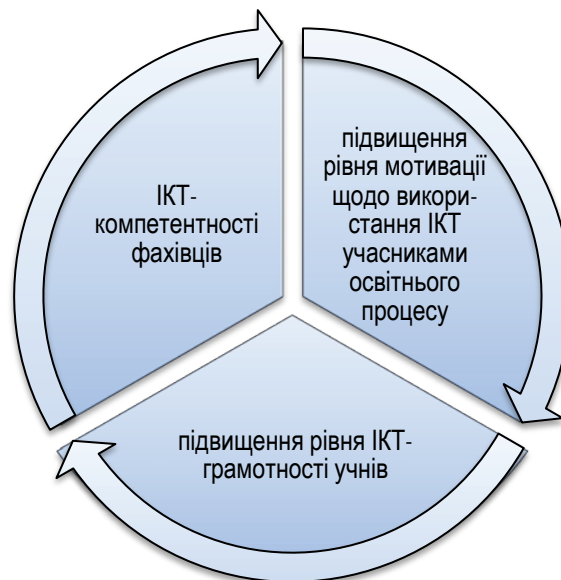 ІКТ-
компетентності
фахівців
підвищення
рівня мотивації
щодо викори-
стання ІКТ
учасниками
освітнього
процесу
підвищення рівня ІКТ-
грамотності учнів